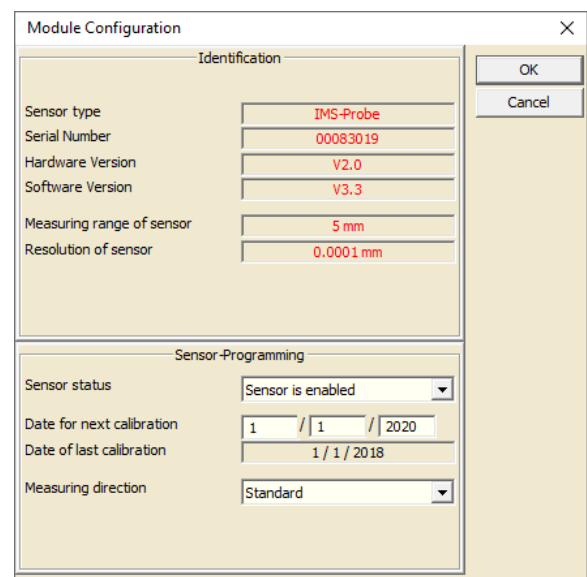 Module Configuration
Identification
OK
Cancel
Sensor type IMS-Probe
Serial Number 00083019
Hardware Version V2.0
Software Version V3.3
Measuring range of sensor 5 mm
Resolution of sensor 0.0001 mm
Sensor-Programming
Sensor status Sensor is enabled
Date for next calibration 1 / 1 / 2020
Date of last calibration 1 / 1 / 2018
Measuring direction Standard